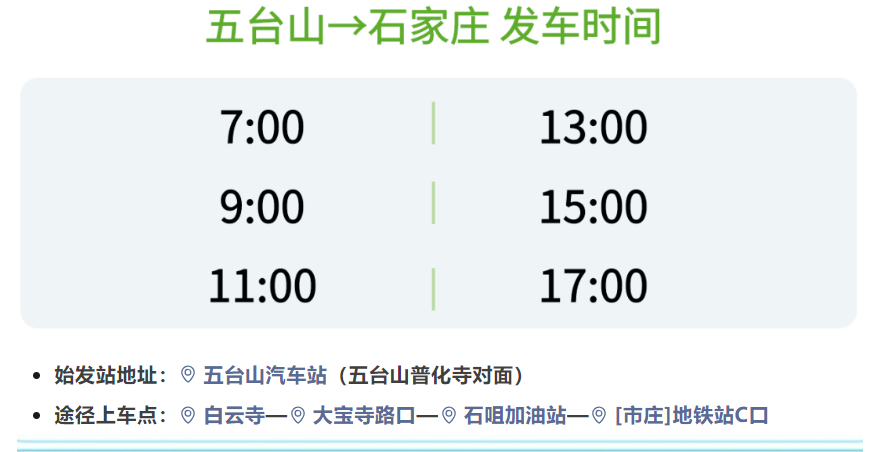 五台山→石家庄 发车时间
7:00 | 13:00
9:00 | 15:00
11:00 | 17:00
• 始发站地址：五台山汽车站（五台山普化寺对面）
• 途径上车点：白云寺—大宝寺路口—石咀加油站—[市庄]地铁站C口